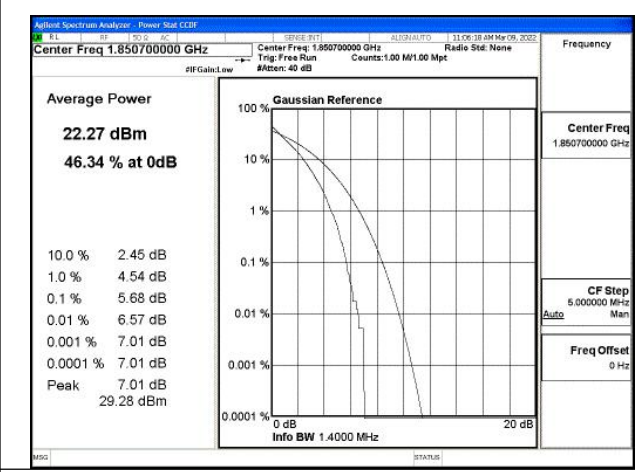 Agilent Spectrum Analyzer - Power Stat CCDF
RL RF 50 Ω AC SENSE:INT ALIGN AUTO 11:06:18 AM Mar 09, 2022
Center Freq 1.850700000 GHz
Center Freq: 1.850700000 GHz Radio Std: None
Trig: Free Run Counts:1.00 M/1.00 Mpt
#IFGain:Low #Atten: 40 dB
Frequency
Average Power
22.27 dBm
46.34 % at 0dB
10.0 % 2.45 dB
1.0 % 4.54 dB
0.1 % 5.68 dB
0.01 % 6.57 dB
0.001 % 7.01 dB
0.0001 % 7.01 dB
Peak 7.01 dB
29.28 dBm
Gaussian Reference
100 %
10 %
1 %
0.1 %
0.01 %
0.001 %
0.0001 %
0 dB 20 dB
Info BW 1.4000 MHz
Center Freq
1.850700000 GHz
CF Step
5.000000 MHz
Auto Man
Freq Offset
0 Hz
MSG STATUS